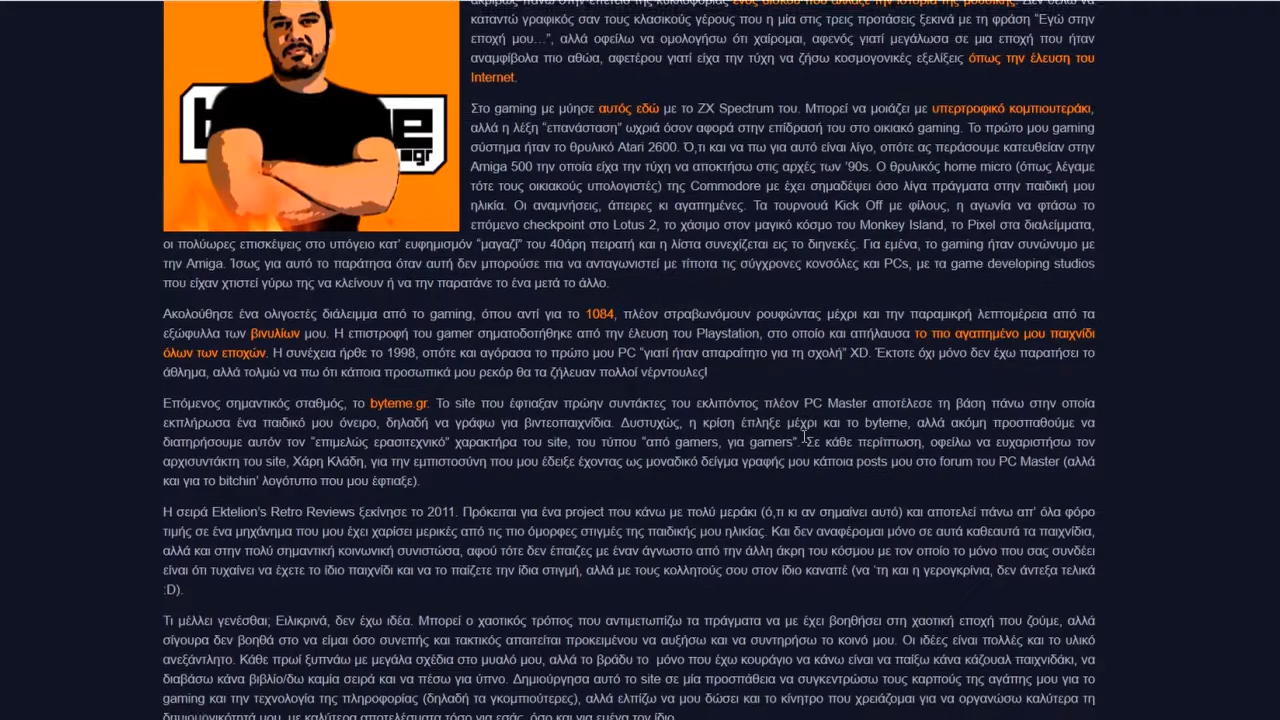 ακριβώς πάνω στην επέτειο της κυκλοφορίας ενός δίσκου που άλλαξε την ιστορία της μουσικής. Δεν θέλω να
καταντώ γραφικός σαν τους κλασικούς γέρους που η μία στις τρεις προτάσεις ξεκινά με τη φράση “Εγώ στην
εποχή μου…”, αλλά οφείλω να ομολογήσω ότι χαίρομαι, αφενός γιατί μεγάλωσα σε μια εποχή που ήταν
αναμφίβολα πιο αθώα, αφετέρου γιατί είχα την τύχη να ζήσω κοσμογονικές εξελίξεις όπως την έλευση του
Internet.
Στο gaming με μύησε αυτός εδώ με το ZX Spectrum του. Μπορεί να μοιάζει με υπερτροφικό κομπιουτεράκι,
αλλά η λέξη “επανάσταση” ωχριά όσον αφορά στην επίδρασή του στο οικιακό gaming. Το πρώτο μου gaming
σύστημα ήταν το θρυλικό Atari 2600. Ό,τι και να πω για αυτό είναι λίγο, οπότε ας περάσουμε κατευθείαν στην
Amiga 500 την οποία είχα την τύχη να αποκτήσω στις αρχές των ’90s. Ο θρυλικός home micro (όπως λέγαμε
τότε τους οικιακούς υπολογιστές) της Commodore με έχει σημαδέψει όσο λίγα πράγματα στην παιδική μου
ηλικία. Οι αναμνήσεις, άπειρες κι αγαπημένες. Τα τουρνουά Kick Off με φίλους, η αγωνία να φτάσω το
επόμενο checkpoint στο Lotus 2, το χάσιμο στον μαγικό κόσμο του Monkey Island, το Pixel στα διαλείμματα,
οι πολύωρες επισκέψεις στο υπόγειο κατ’ ευφημισμόν “μαγαζί” του 40άρη πειρατή και η λίστα συνεχίζεται εις το διηνεκές. Για εμένα, το gaming ήταν συνώνυμο με
την Amiga. Ίσως για αυτό το παράτησα όταν αυτή δεν μπορούσε πια να ανταγωνιστεί με τίποτα τις σύγχρονες κονσόλες και PCs, με τα game developing studios
που είχαν χτιστεί γύρω της να κλείνουν ή να την παρατάνε το ένα μετά το άλλο.
Ακολούθησε ένα ολιγοετές διάλειμμα από το gaming, όπου αντί για το 1084, πλέον στραβωνόμουν ρουφώντας μέχρι και την παραμικρή λεπτομέρεια από τα
εξώφυλλα των βινυλίων μου. Η επιστροφή του gamer σηματοδοτήθηκε από την έλευση του Playstation, στο οποίο και απήλαυσα το πιο αγαπημένο μου παιχνίδι
όλων των εποχών. Η συνέχεια ήρθε το 1998, οπότε και αγόρασα το πρώτο μου PC “γιατί ήταν απαραίτητο για τη σχολή” XD. Έκτοτε όχι μόνο δεν έχω παρατήσει το
άθλημα, αλλά τολμώ να πω ότι κάποια προσωπικά μου ρεκόρ θα τα ζήλευαν πολλοί νέρντουλες!
Επόμενος σημαντικός σταθμός, το byteme.gr. Το site που έφτιαξαν πρώην συντάκτες του εκλιπόντος πλέον PC Master αποτέλεσε τη βάση πάνω στην οποία
εκπλήρωσα ένα παιδικό μου όνειρο, δηλαδή να γράφω για βιντεοπαιχνίδια. Δυστυχώς, η κρίση έπληξε μέχρι και το byteme, αλλά ακόμη προσπαθούμε να
διατηρήσουμε αυτόν τον “επιμελώς ερασιτεχνικό” χαρακτήρα του site, του τύπου “από gamers, για gamers”. Σε κάθε περίπτωση, οφείλω να ευχαριστήσω τον
αρχισυντάκτη του site, Χάρη Κλάδη, για την εμπιστοσύνη που μου έδειξε έχοντας ως μοναδικό δείγμα γραφής μου κάποια posts μου στο forum του PC Master (αλλά
και για το bitchin’ λογότυπο που μου έφτιαξε).
Η σειρά Ektelion’s Retro Reviews ξεκίνησε το 2011. Πρόκειται για ένα project που κάνω με πολύ μεράκι (ό,τι κι αν σημαίνει αυτό) και αποτελεί πάνω απ’ όλα φόρο
τιμής σε ένα μηχάνημα που μου έχει χαρίσει μερικές από τις πιο όμορφες στιγμές της παιδικής μου ηλικίας. Και δεν αναφέρομαι μόνο σε αυτά καθεαυτά τα παιχνίδια,
αλλά και στην πολύ σημαντική κοινωνική συνιστώσα, αφού τότε δεν έπαιζες με έναν άγνωστο από την άλλη άκρη του κόσμου με τον οποίο το μόνο που σας συνδέει
είναι ότι τυχαίνει να έχετε το ίδιο παιχνίδι και να το παίζετε την ίδια στιγμή, αλλά με τους κολλητούς σου στον ίδιο καναπέ (να ‘τη και η γερογκρίνια, δεν άντεξα τελικά
:D).
Τι μέλλει γενέσθαι; Ειλικρινά, δεν έχω ιδέα. Μπορεί ο χαοτικός τρόπος που αντιμετωπίζω τα πράγματα να με έχει βοηθήσει στη χαοτική εποχή που ζούμε, αλλά
σίγουρα δεν βοηθά στο να είμαι όσο συνεπής και τακτικός απαιτείται προκειμένου να αυξήσω και να συντηρήσω το κοινό μου. Οι ιδέες είναι πολλές και το υλικό
ανεξάντλητο. Κάθε πρωί ξυπνάω με μεγάλα σχέδια στο μυαλό μου, αλλά το βράδυ το μόνο που έχω κουράγιο να κάνω είναι να παίξω κάνα κάζουαλ παιχνιδάκι, να
διαβάσω κάνα βιβλίο/δω καμία σειρά και να πέσω για ύπνο. Δημιούργησα αυτό το site σε μία προσπάθεια να συγκεντρώσω τους καρπούς της αγάπης μου για το
gaming και την τεχνολογία της πληροφορίας (δηλαδή τα γκομπιούτερες), αλλά ελπίζω να μου δώσει και το κίνητρο που χρειάζομαι για να οργανώσω καλύτερα τη
δημιουργικότητά μου, με καλύτερα αποτελέσματα τόσο για εσάς, όσο και για εμένα τον ίδιο.